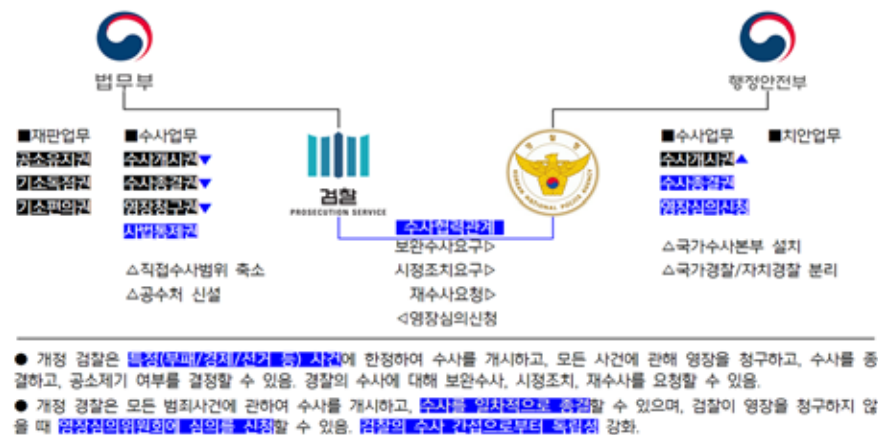 법무부
행정안전부
■재판업무 ■수사업무
■수사업무 ■치안업무
공소유지권 수사개시권▼
기소독점권 수사종결권▼
기소편의권 영장청구권▼
사법통제권
검찰
PROSECUTION SERVICE
경찰청
KOREAN NATIONAL POLICE AGENCY
수사개시권▲
수사종결권
영장심의신청
수사협력관계
보완수사요구▷
시정조치요구▷
재수사요청▷
◁영장심의신청
△직접수사범위 축소
△공수처 신설
△국가수사본부 설치
△국가경찰/자치경찰 분리
● 개정 검찰은 특정(부패/경제/선거 등) 사건에 한정하여 수사를 개시하고, 모든 사건에 관해 영장을 청구하고, 수사를 종
결하고, 공소제기 여부를 결정할 수 있음. 경찰의 수사에 대해 보완수사, 시정조치, 재수사를 요청할 수 있음.
● 개정 경찰은 모든 범죄사건에 관하여 수사를 개시하고, 수사를 일차적으로 종결할 수 있으며, 검찰이 영장을 청구하지 않
을 때 영장심의위원회에 심의를 신청할 수 있음. 검찰의 수사 간섭으로부터 독립성 강화.